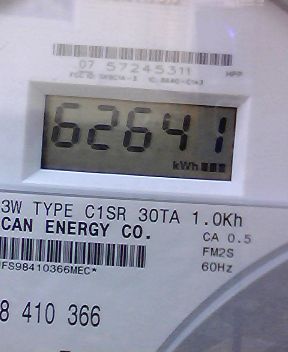 07 57245311 HPP
62641
kWh
3W TYPE C1SR 30TA 1.0Kh
CAN ENERGY CO. CA 0.5
FM2S
FS98410366MEC* 60Hz
8 410 366